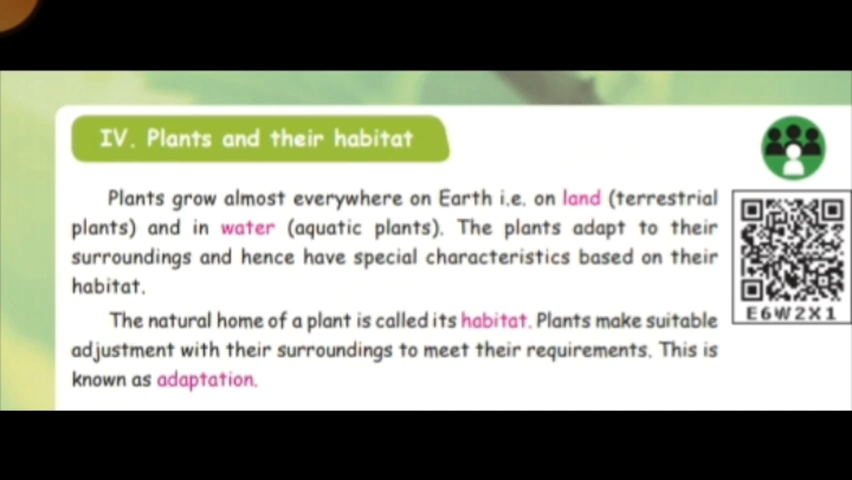 IV. Plants and their habitat
Plants grow almost everywhere on Earth i.e. on land (terrestrial
plants) and in water (aquatic plants). The plants adapt to their
surroundings and hence have special characteristics based on their
habitat.
E6W2X1
The natural home of a plant is called its habitat. Plants make suitable
adjustment with their surroundings to meet their requirements. This is
known as adaptation.